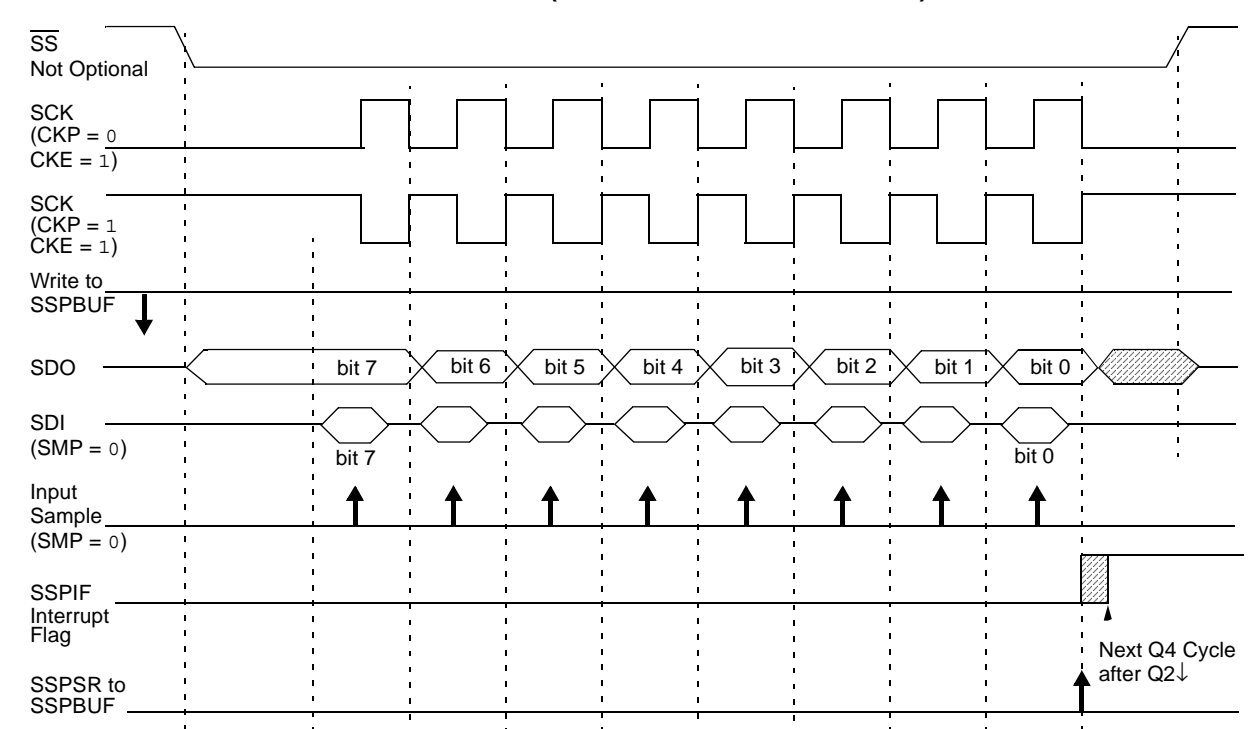 SS
Not Optional
SCK
(CKP = 0
CKE = 1)
SCK
(CKP = 1
CKE = 1)
Write to
SSPBUF
SDO
bit 7 bit 6 bit 5 bit 4 bit 3 bit 2 bit 1 bit 0
SDI
(SMP = 0)
bit 7 bit 0
Input
Sample
(SMP = 0)
SSPIF
Interrupt
Flag
Next Q4 Cycle
after Q2↓
SSPSR to
SSPBUF